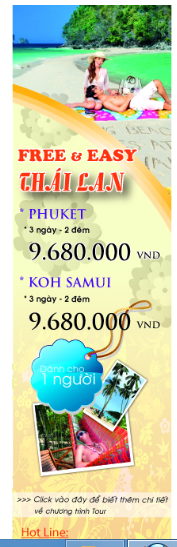 FREE & EASY
THÁI LAN
* PHUKET
* 3 ngày - 2 đêm
9.680.000 VND
* KOH SAMUI
* 3 ngày - 2 đêm
9.680.000 VND
Dành cho
1 người
>>> Click vào đây để biết thêm chi tiết
về chương trình Tour
Hot Line: